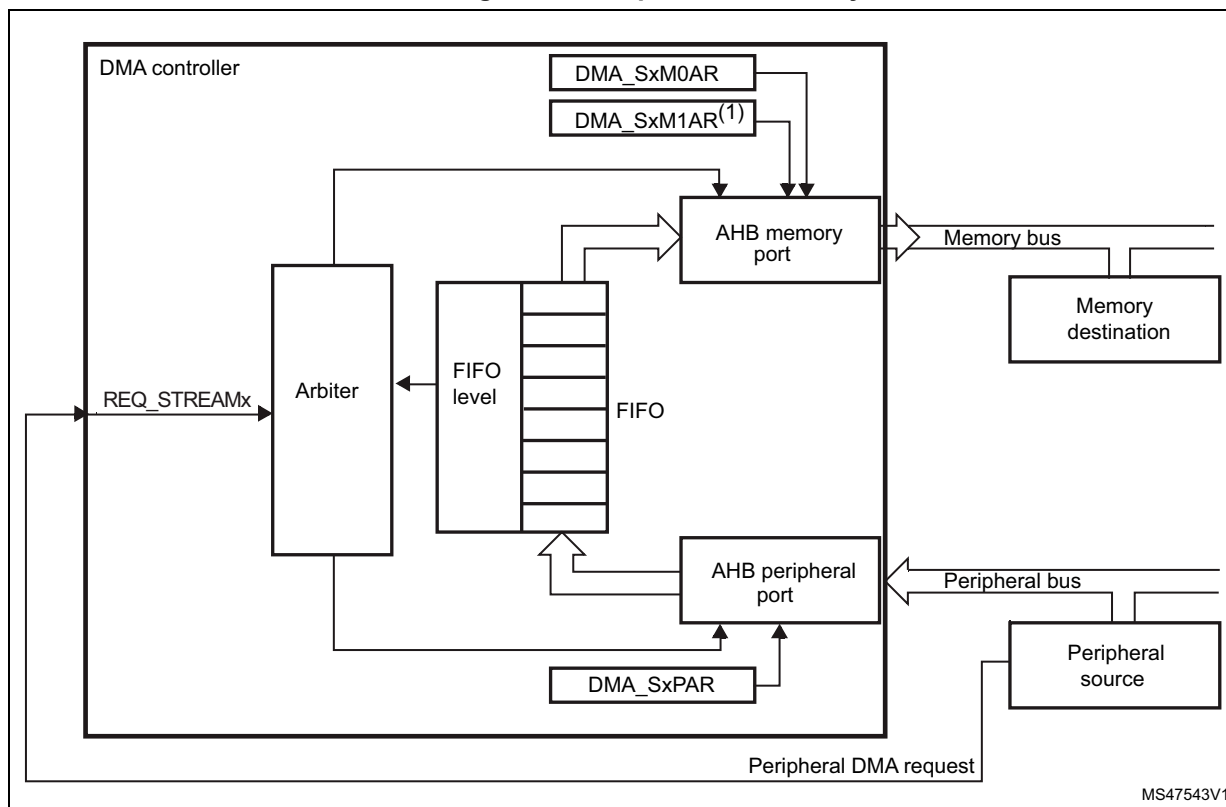 DMA controller
DMA_SxM0AR
DMA_SxM1AR(1)
AHB memory
port
Memory bus
Memory
destination
REQ_STREAMx
Arbiter
FIFO
level
FIFO
AHB peripheral
port
Peripheral bus
Peripheral
source
DMA_SxPAR
Peripheral DMA request
MS47543V1